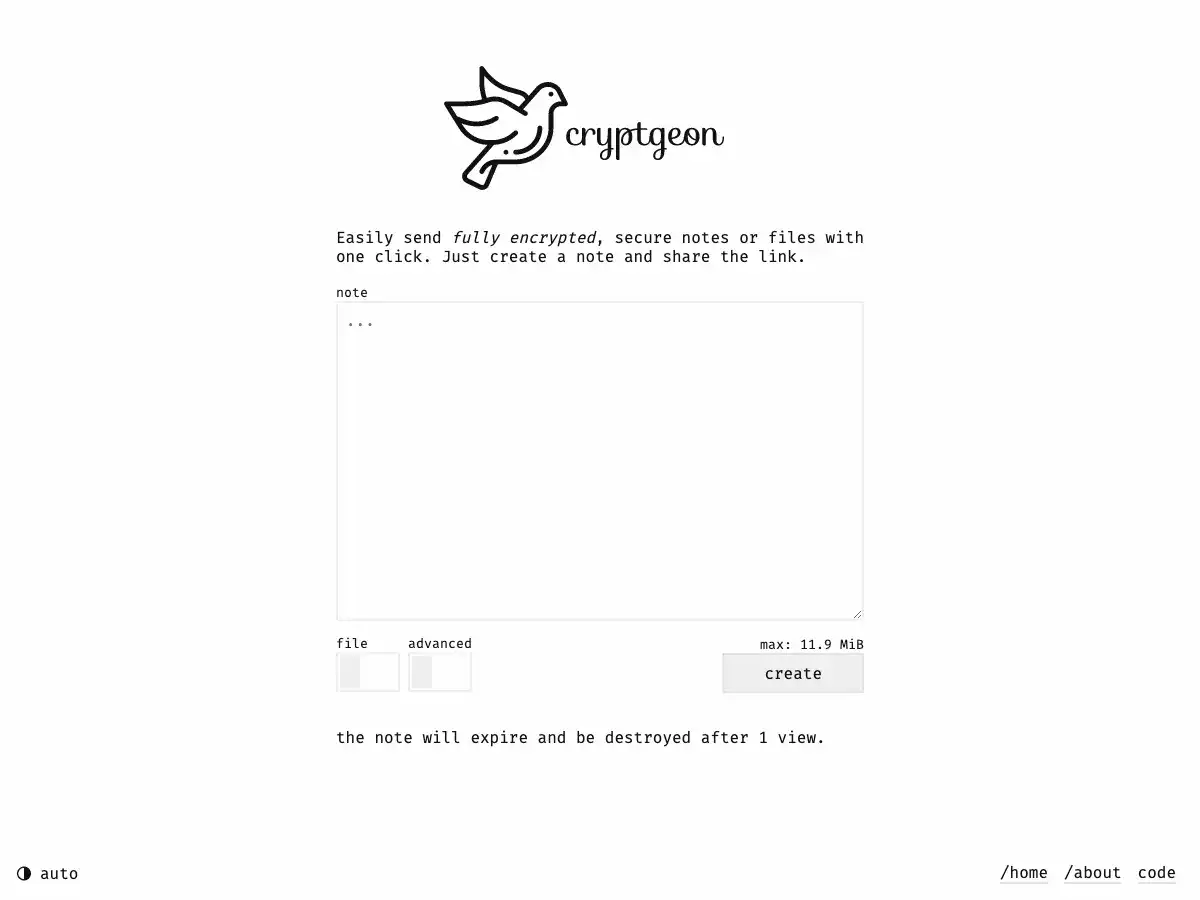 cryptgeon
Easily send fully encrypted, secure notes or files with
one click. Just create a note and share the link.
note
...
file advanced max: 11.9 MiB
create
the note will expire and be destroyed after 1 view.
auto /home /about code